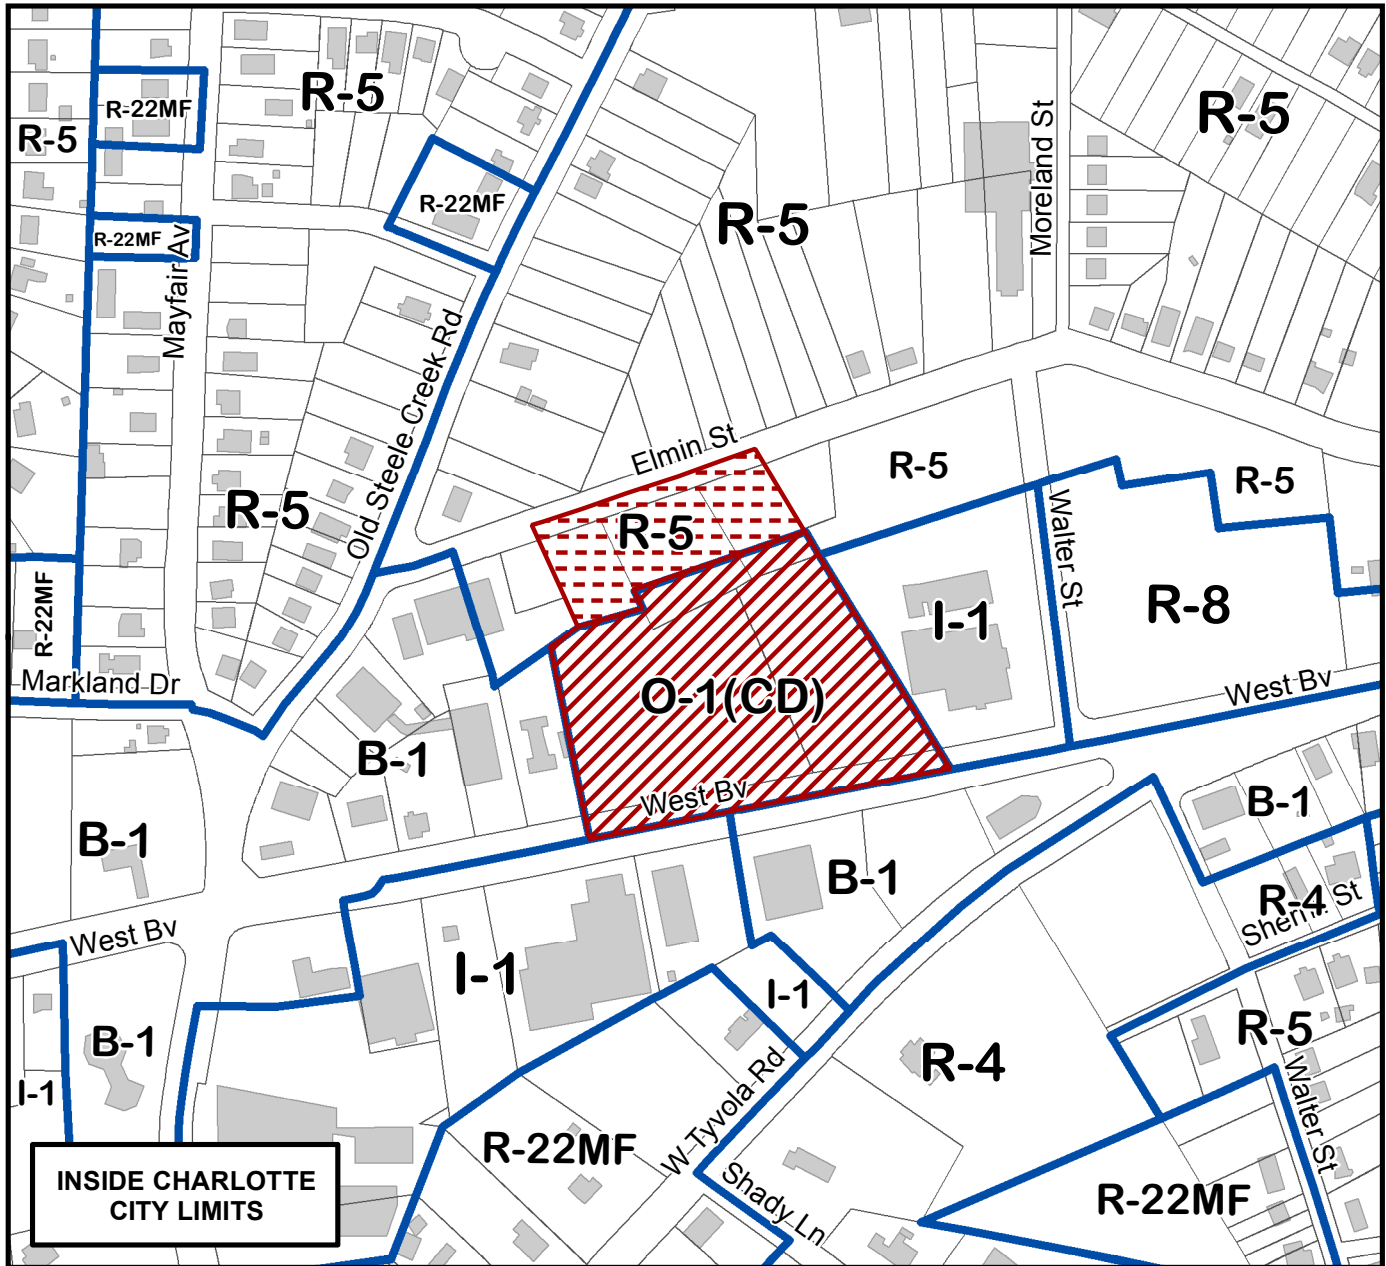 R-5
R-5
R-22MF
R-5
R-22MF
R-22MF
Mayfair Av
R-5
Moreland St
Old Steele Creek Rd
Elmin St
R-5
R-5
R-5
R-5
Walter St
R-22MF
I-1
R-8
Markland Dr
O-1(CD)
West Bv
B-1
West Bv
B-1
B-1
B-1
R-4
West Bv
I-1
I-1
B-1
R-5
R-4
I-1
W Tyvola Rd
Walter St
R-22MF
Shady Ln
R-22MF
INSIDE CHARLOTTE
CITY LIMITS